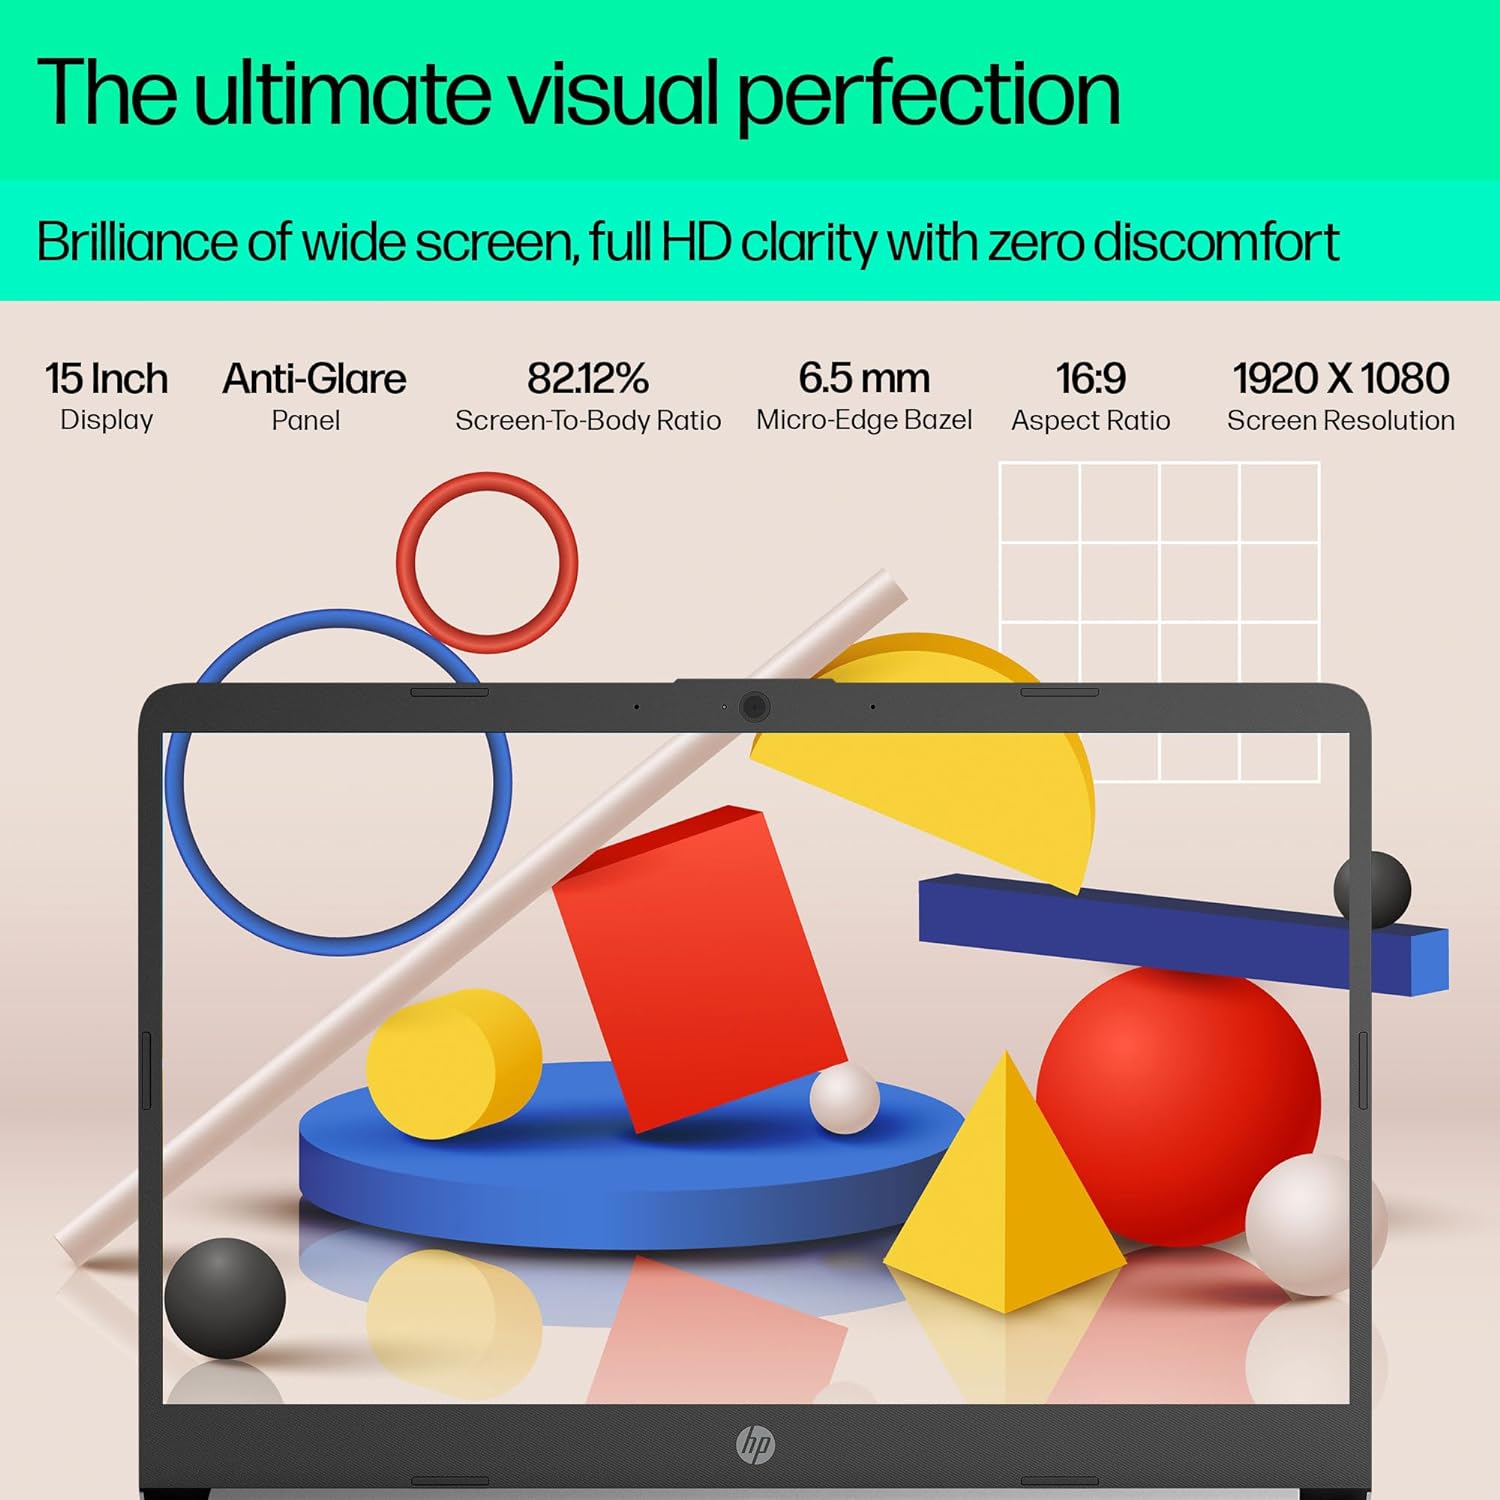 The ultimate visual perfection
Brilliance of wide screen, full HD clarity with zero discomfort
15 Inch
Display
Anti-Glare
Panel
82.12%
Screen-To-Body Ratio
6.5 mm
Micro-Edge Bazel
16:9
Aspect Ratio
1920 X 1080
Screen Resolution
hp